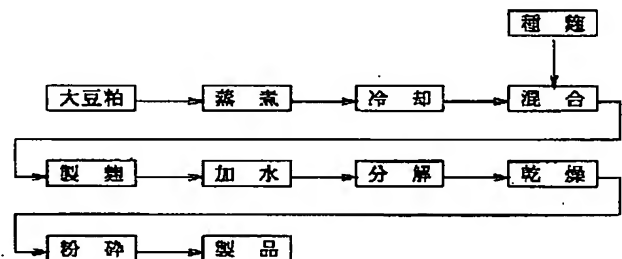 種麹
大豆粕 蒸煮 冷却 混合
製麹 加水 分解 乾燥
粉砕 製品